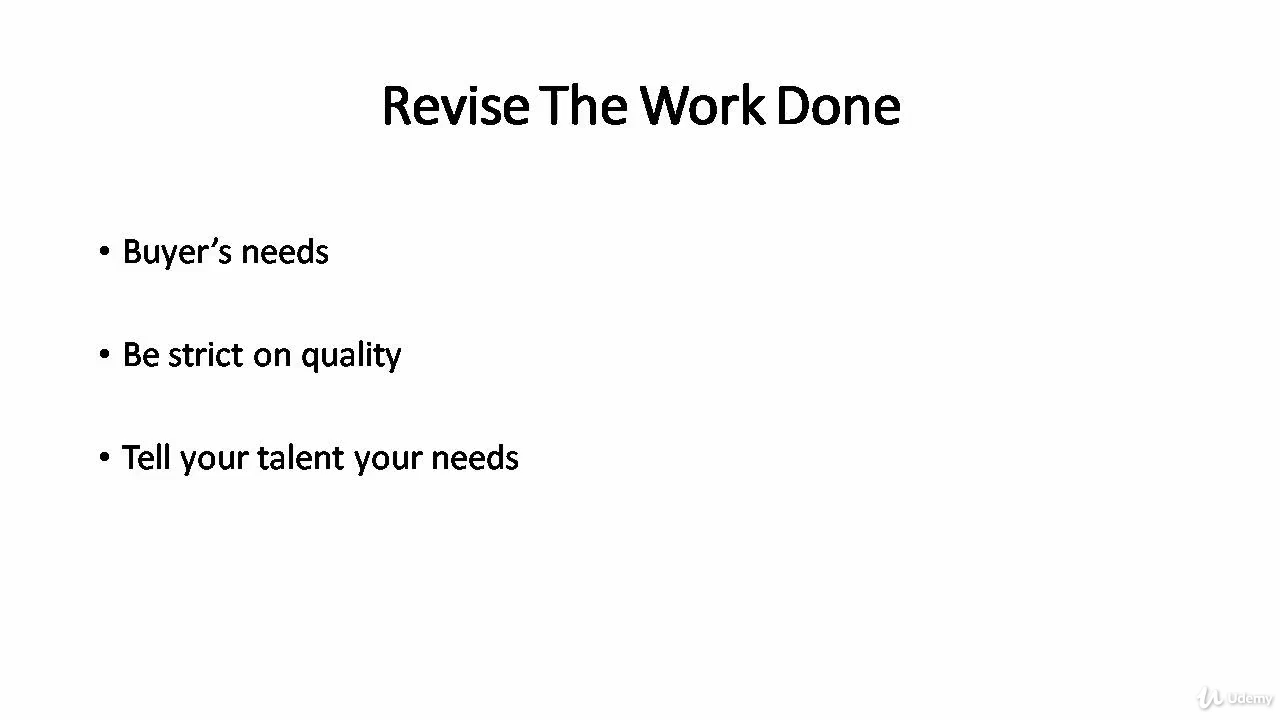 Revise The Work Done
• Buyer’s needs
• Be strict on quality
• Tell your talent your needs
Udemy